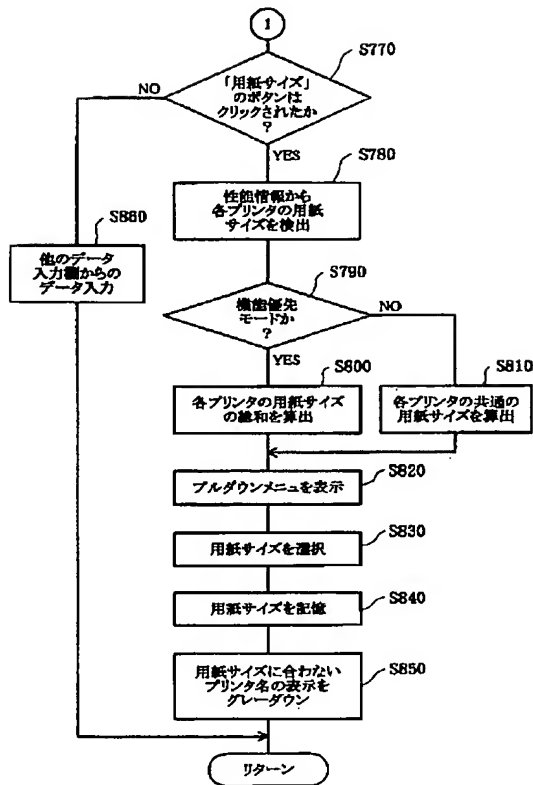 1
S770
「用紙サイズ」
のボタンは
クリックされたか
?
NO
YES
S780
性能情報から
各プリンタの用紙
サイズを検出
S880
他のデータ
入力欄からの
データ入力
S790
機能優先
モードか
?
NO
YES
S800
各プリンタの用紙サイズ
の総和を算出
S810
各プリンタの共通の
用紙サイズを算出
S820
プルダウンメニュを表示
S830
用紙サイズを選択
S840
用紙サイズを記憶
S850
用紙サイズに合わない
プリンタ名の表示を
グレーダウン
リターン